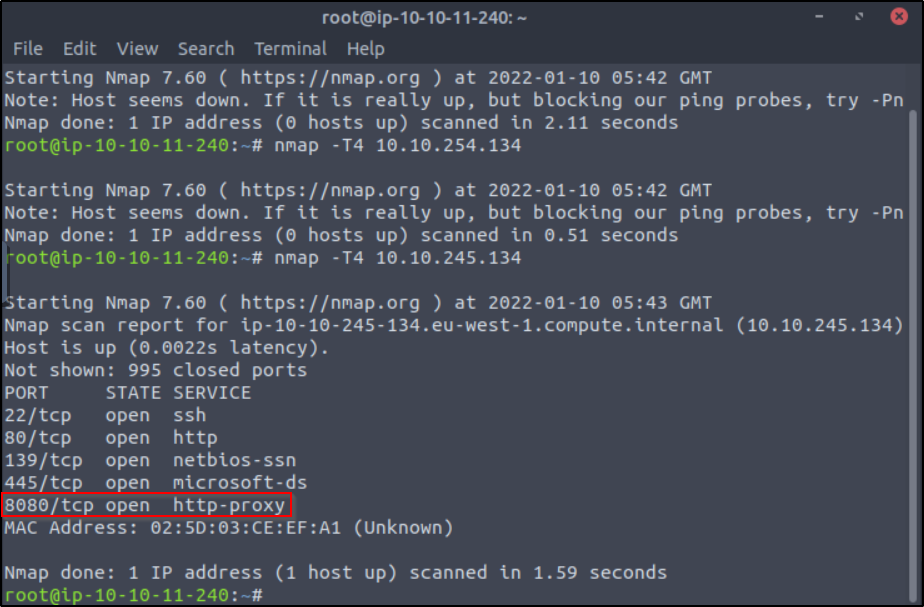 root@ip-10-10-11-240: ~
File Edit View Search Terminal Help
Starting Nmap 7.60 ( https://nmap.org ) at 2022-01-10 05:42 GMT
Note: Host seems down. If it is really up, but blocking our ping probes, try -Pn
Nmap done: 1 IP address (0 hosts up) scanned in 2.11 seconds
root@ip-10-10-11-240:~# nmap -T4 10.10.254.134
Starting Nmap 7.60 ( https://nmap.org ) at 2022-01-10 05:42 GMT
Note: Host seems down. If it is really up, but blocking our ping probes, try -Pn
Nmap done: 1 IP address (0 hosts up) scanned in 0.51 seconds
root@ip-10-10-11-240:~# nmap -T4 10.10.245.134
Starting Nmap 7.60 ( https://nmap.org ) at 2022-01-10 05:43 GMT
Nmap scan report for ip-10-10-245-134.eu-west-1.compute.internal (10.10.245.134)
Host is up (0.0022s latency).
Not shown: 995 closed ports
PORT STATE SERVICE
22/tcp open ssh
80/tcp open http
139/tcp open netbios-ssn
445/tcp open microsoft-ds
8080/tcp open http-proxy
MAC Address: 02:5D:03:CE:EF:A1 (Unknown)
Nmap done: 1 IP address (1 host up) scanned in 1.59 seconds
root@ip-10-10-11-240:~#